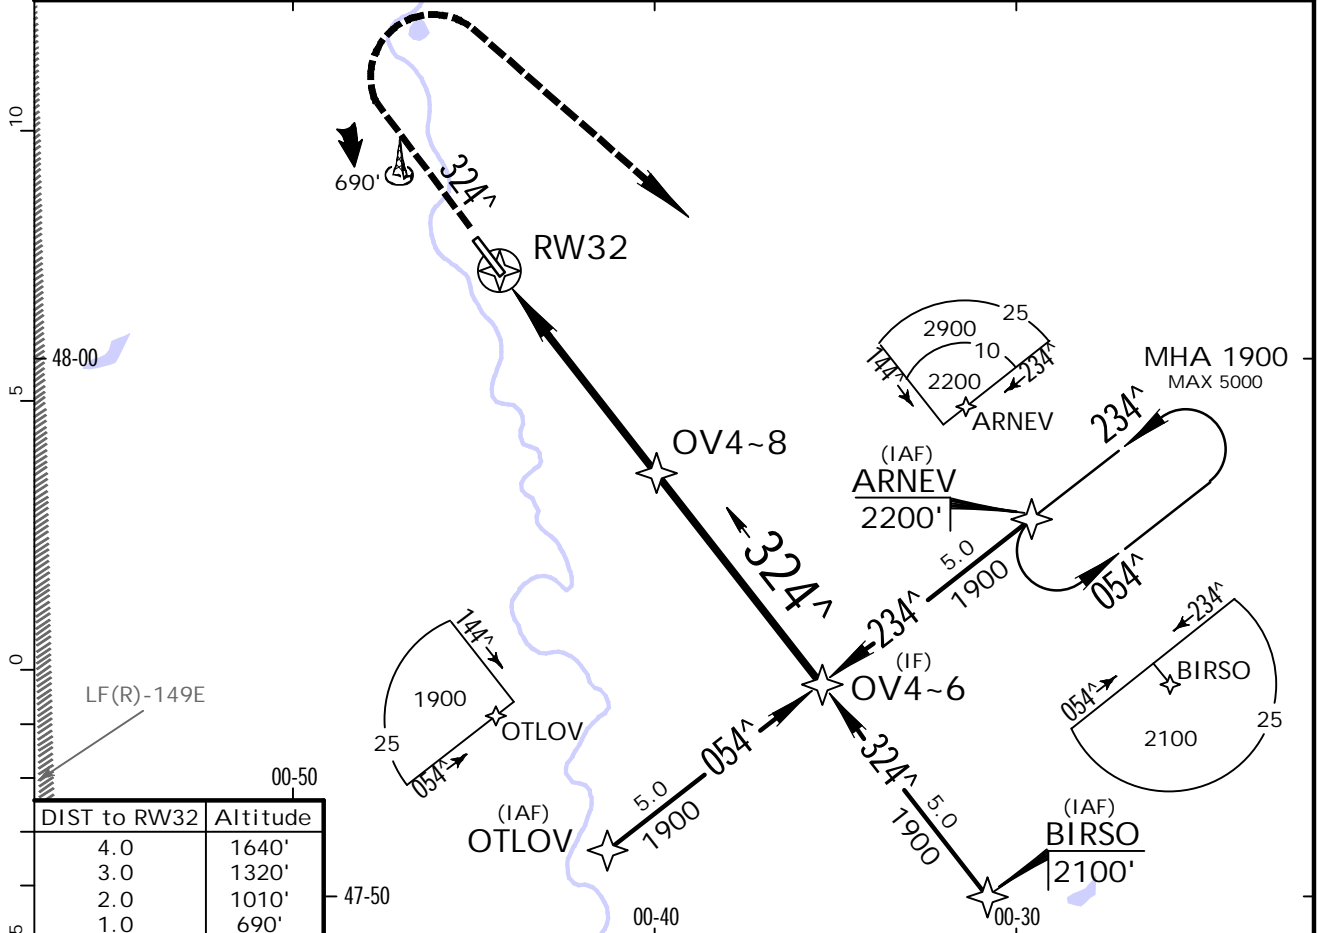 10
690'
324^
RW32
48-00
5
25
2900
10
144^
234^
2200
ARNEV
MHA 1900
MAX 5000
234^
OV4~8
(IAF)
ARNEV
2200'
054^
5.0
1900
234^
324^
(IF)
OV4~6
234^
BIRSO
054^
25
2100
0
LF(R)-149E
144^
1900
OTLOV
25
054^
00-50
054^
5.0
1900
(IAF)
OTLOV
324^
5.0
1900
(IAF)
BIRSO
2100'
DIST to RW32 Altitude
4.0 1640'
3.0 1320'
2.0 1010'
1.0 690'
47-50
00-40
00-30
5